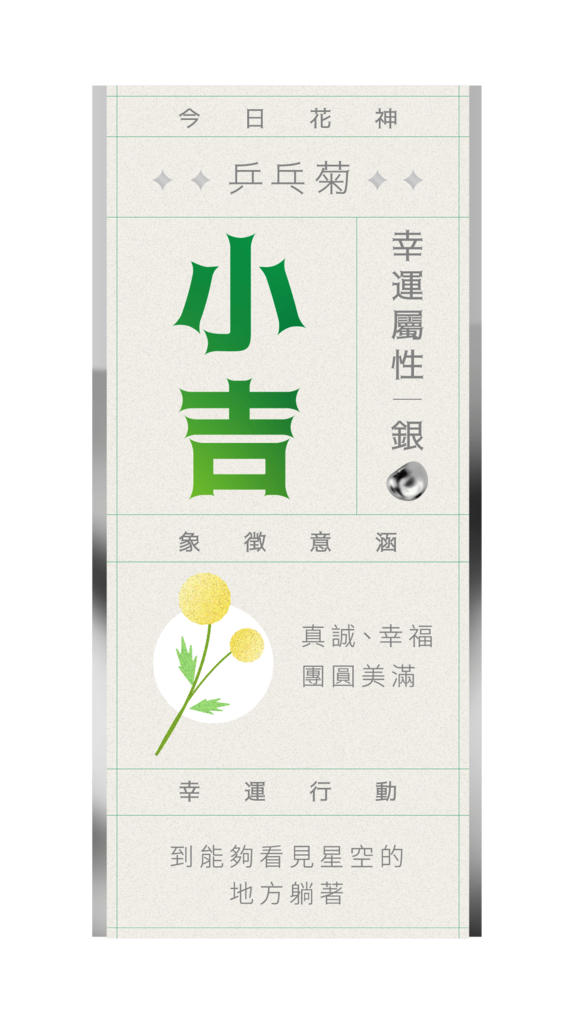 今日花神
乒乓菊
小吉
幸運屬性｜銀
象徵意涵
真誠、幸福
團圓美滿
幸運行動
到能夠看見星空的
地方躺著